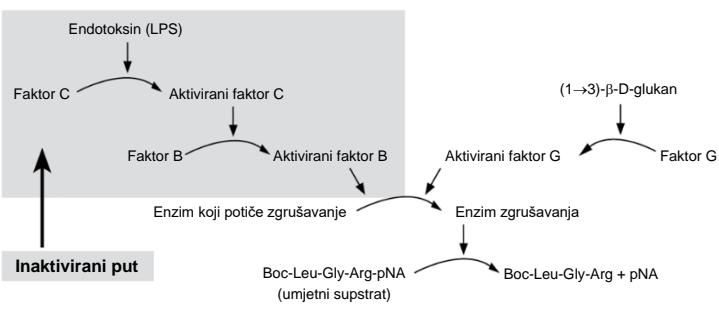 Endotoksin (LPS)
Faktor C
Aktivirani faktor C
(1→3)-β-D-glukan
Faktor B
Aktivirani faktor B
Aktivirani faktor G
Faktor G
Enzim koji potiče zgrušavanje
Enzim zgrušavanja
Inaktivirani put
Boc-Leu-Gly-Arg-pNA
(umjetni supstrat)
Boc-Leu-Gly-Arg + pNA